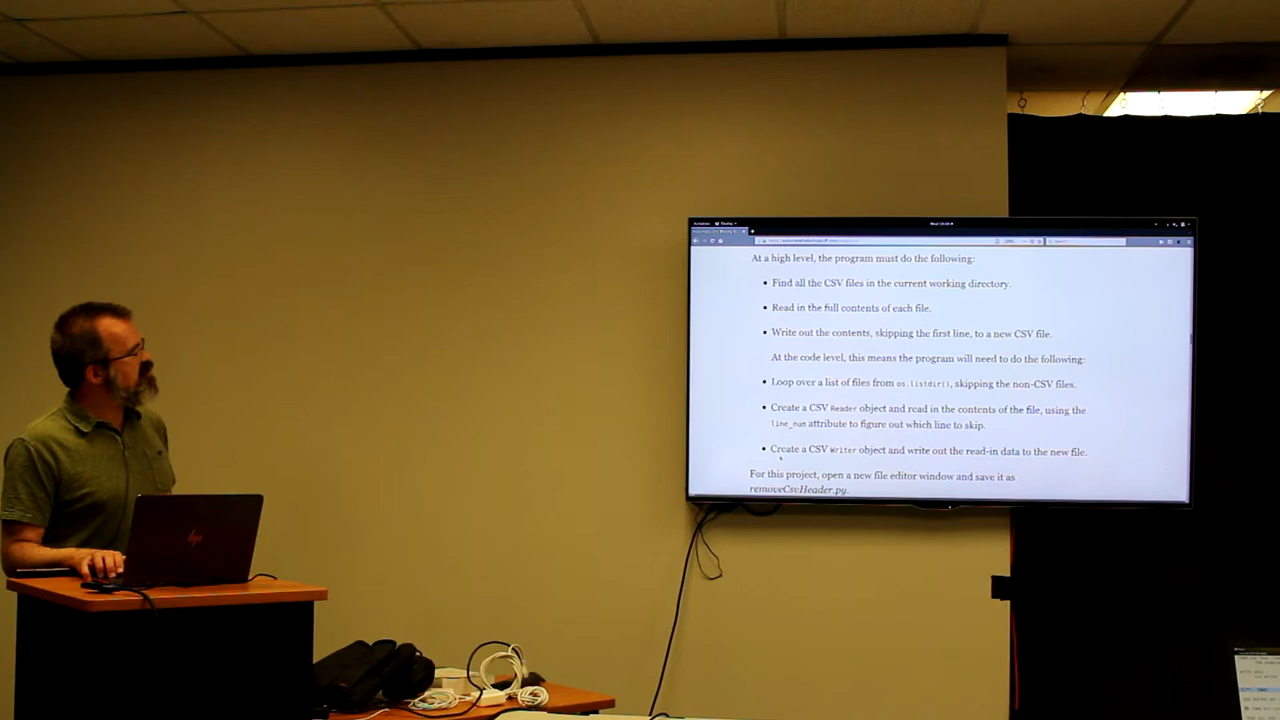 At a high level, the program must do the following:
• Find all the CSV files in the current working directory.
• Read in the full contents of each file.
• Write out the contents, skipping the first line, to a new CSV file.
At the code level, this means the program will need to do the following:
• Loop over a list of files from os.listdir(), skipping the non-CSV files.
• Create a CSV Reader object and read in the contents of the file, using the
line_num attribute to figure out which line to skip.
• Create a CSV Writer object and write out the read-in data to the new file.
For this project, open a new file editor window and save it as
removeCsvHeader.py.
hp